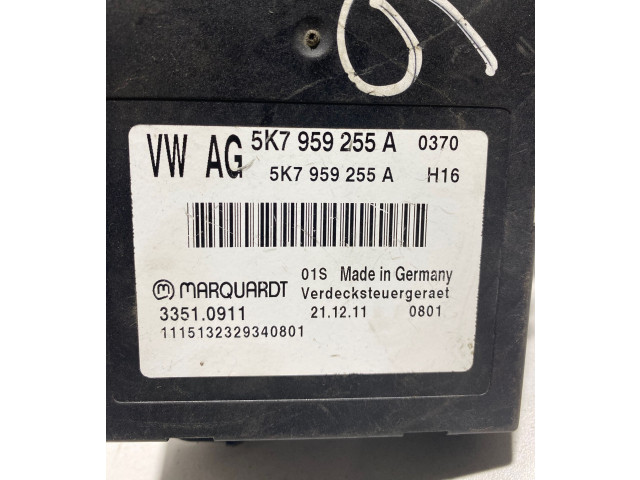 VW AG 5K7 959 255 A 0370
5K7 959 255 A H16
01S Made in Germany
MARQUARDT Verdecksteuergeraet
3351.0911 21.12.11 0801
1115132329340801